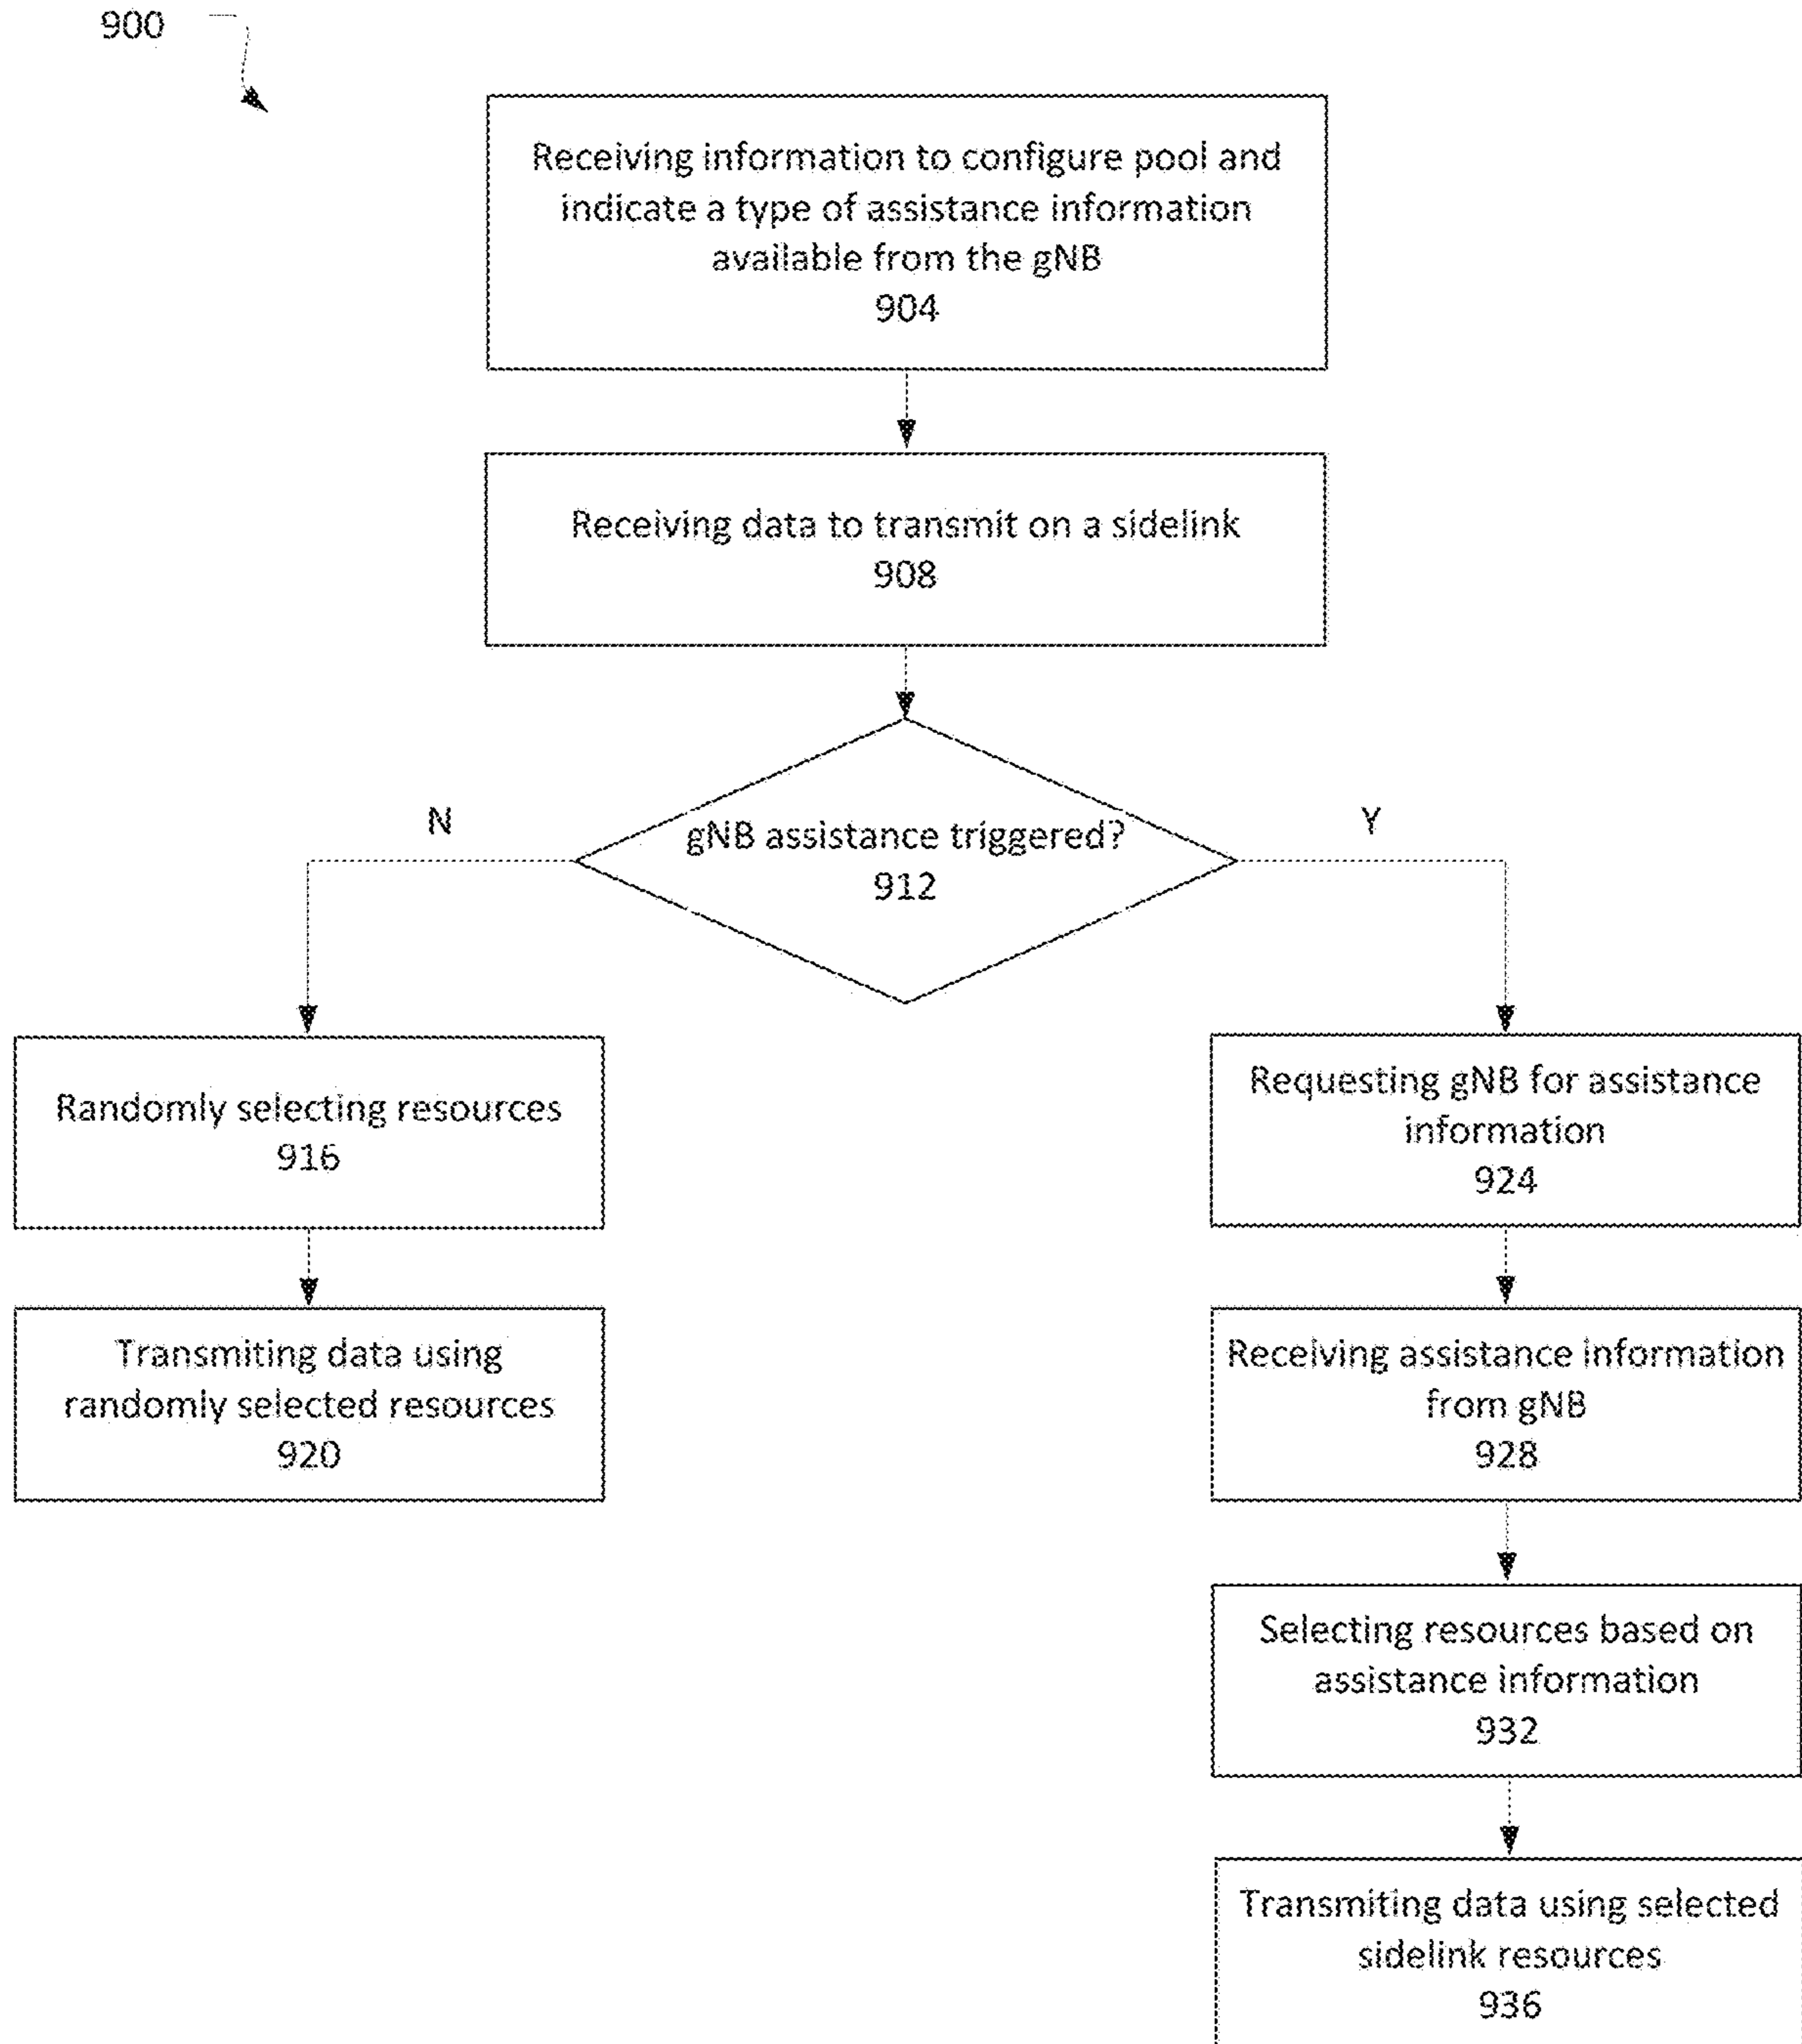 900
Receiving information to configure pool and
indicate a type of assistance information
available from the gNB
904
Receiving data to transmit on a sidelink
908
gNB assistance triggered?
912
N
Y
Randomly selecting resources
916
Transmiting data using
randomly selected resources
920
Requesting gNB for assistance
information
924
Receiving assistance information
from gNB
928
Selecting resources based on
assistance information
932
Transmiting data using selected
sidelink resources
936